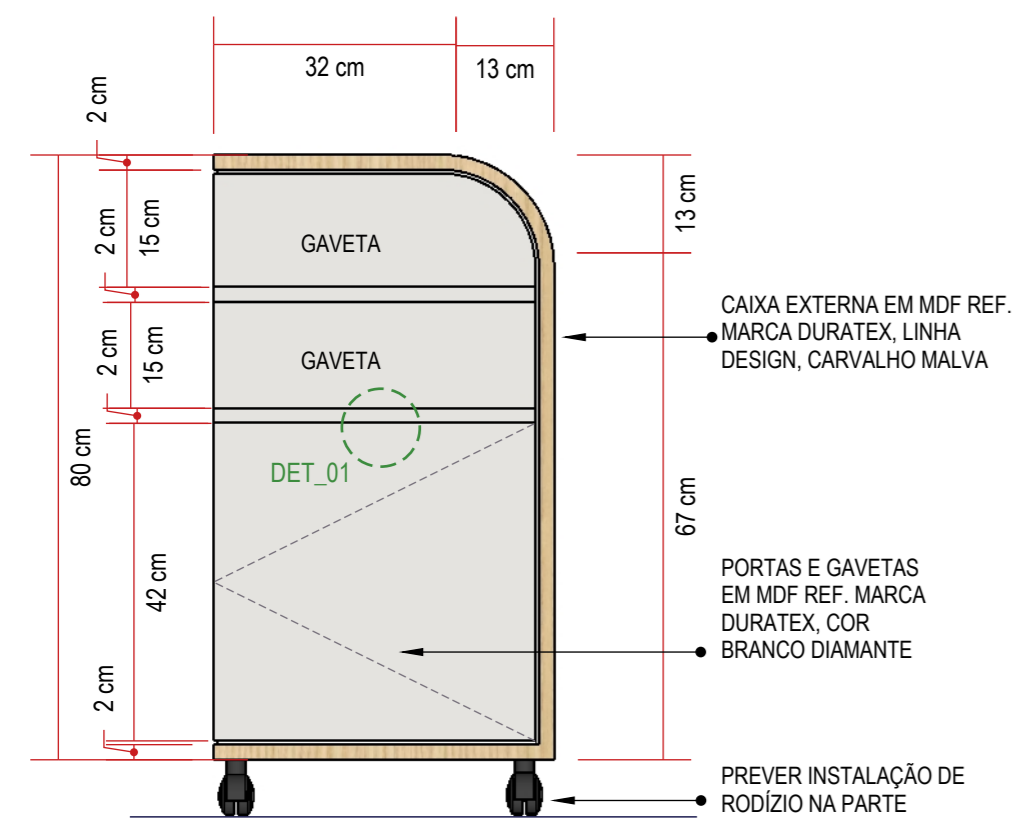 32 cm
13 cm
2 cm
15 cm
2 cm
GAVETA
13 cm
CAIXA EXTERNA EM MDF REF.
MARCA DURATEX, LINHA
DESIGN, CARVALHO MALVA
15 cm
2 cm
GAVETA
80 cm
DET_01
67 cm
42 cm
PORTAS E GAVETAS
EM MDF REF. MARCA
DURATEX, COR
BRANCO DIAMANTE
2 cm
PREVER INSTALAÇÃO DE
RODÍZIO NA PARTE